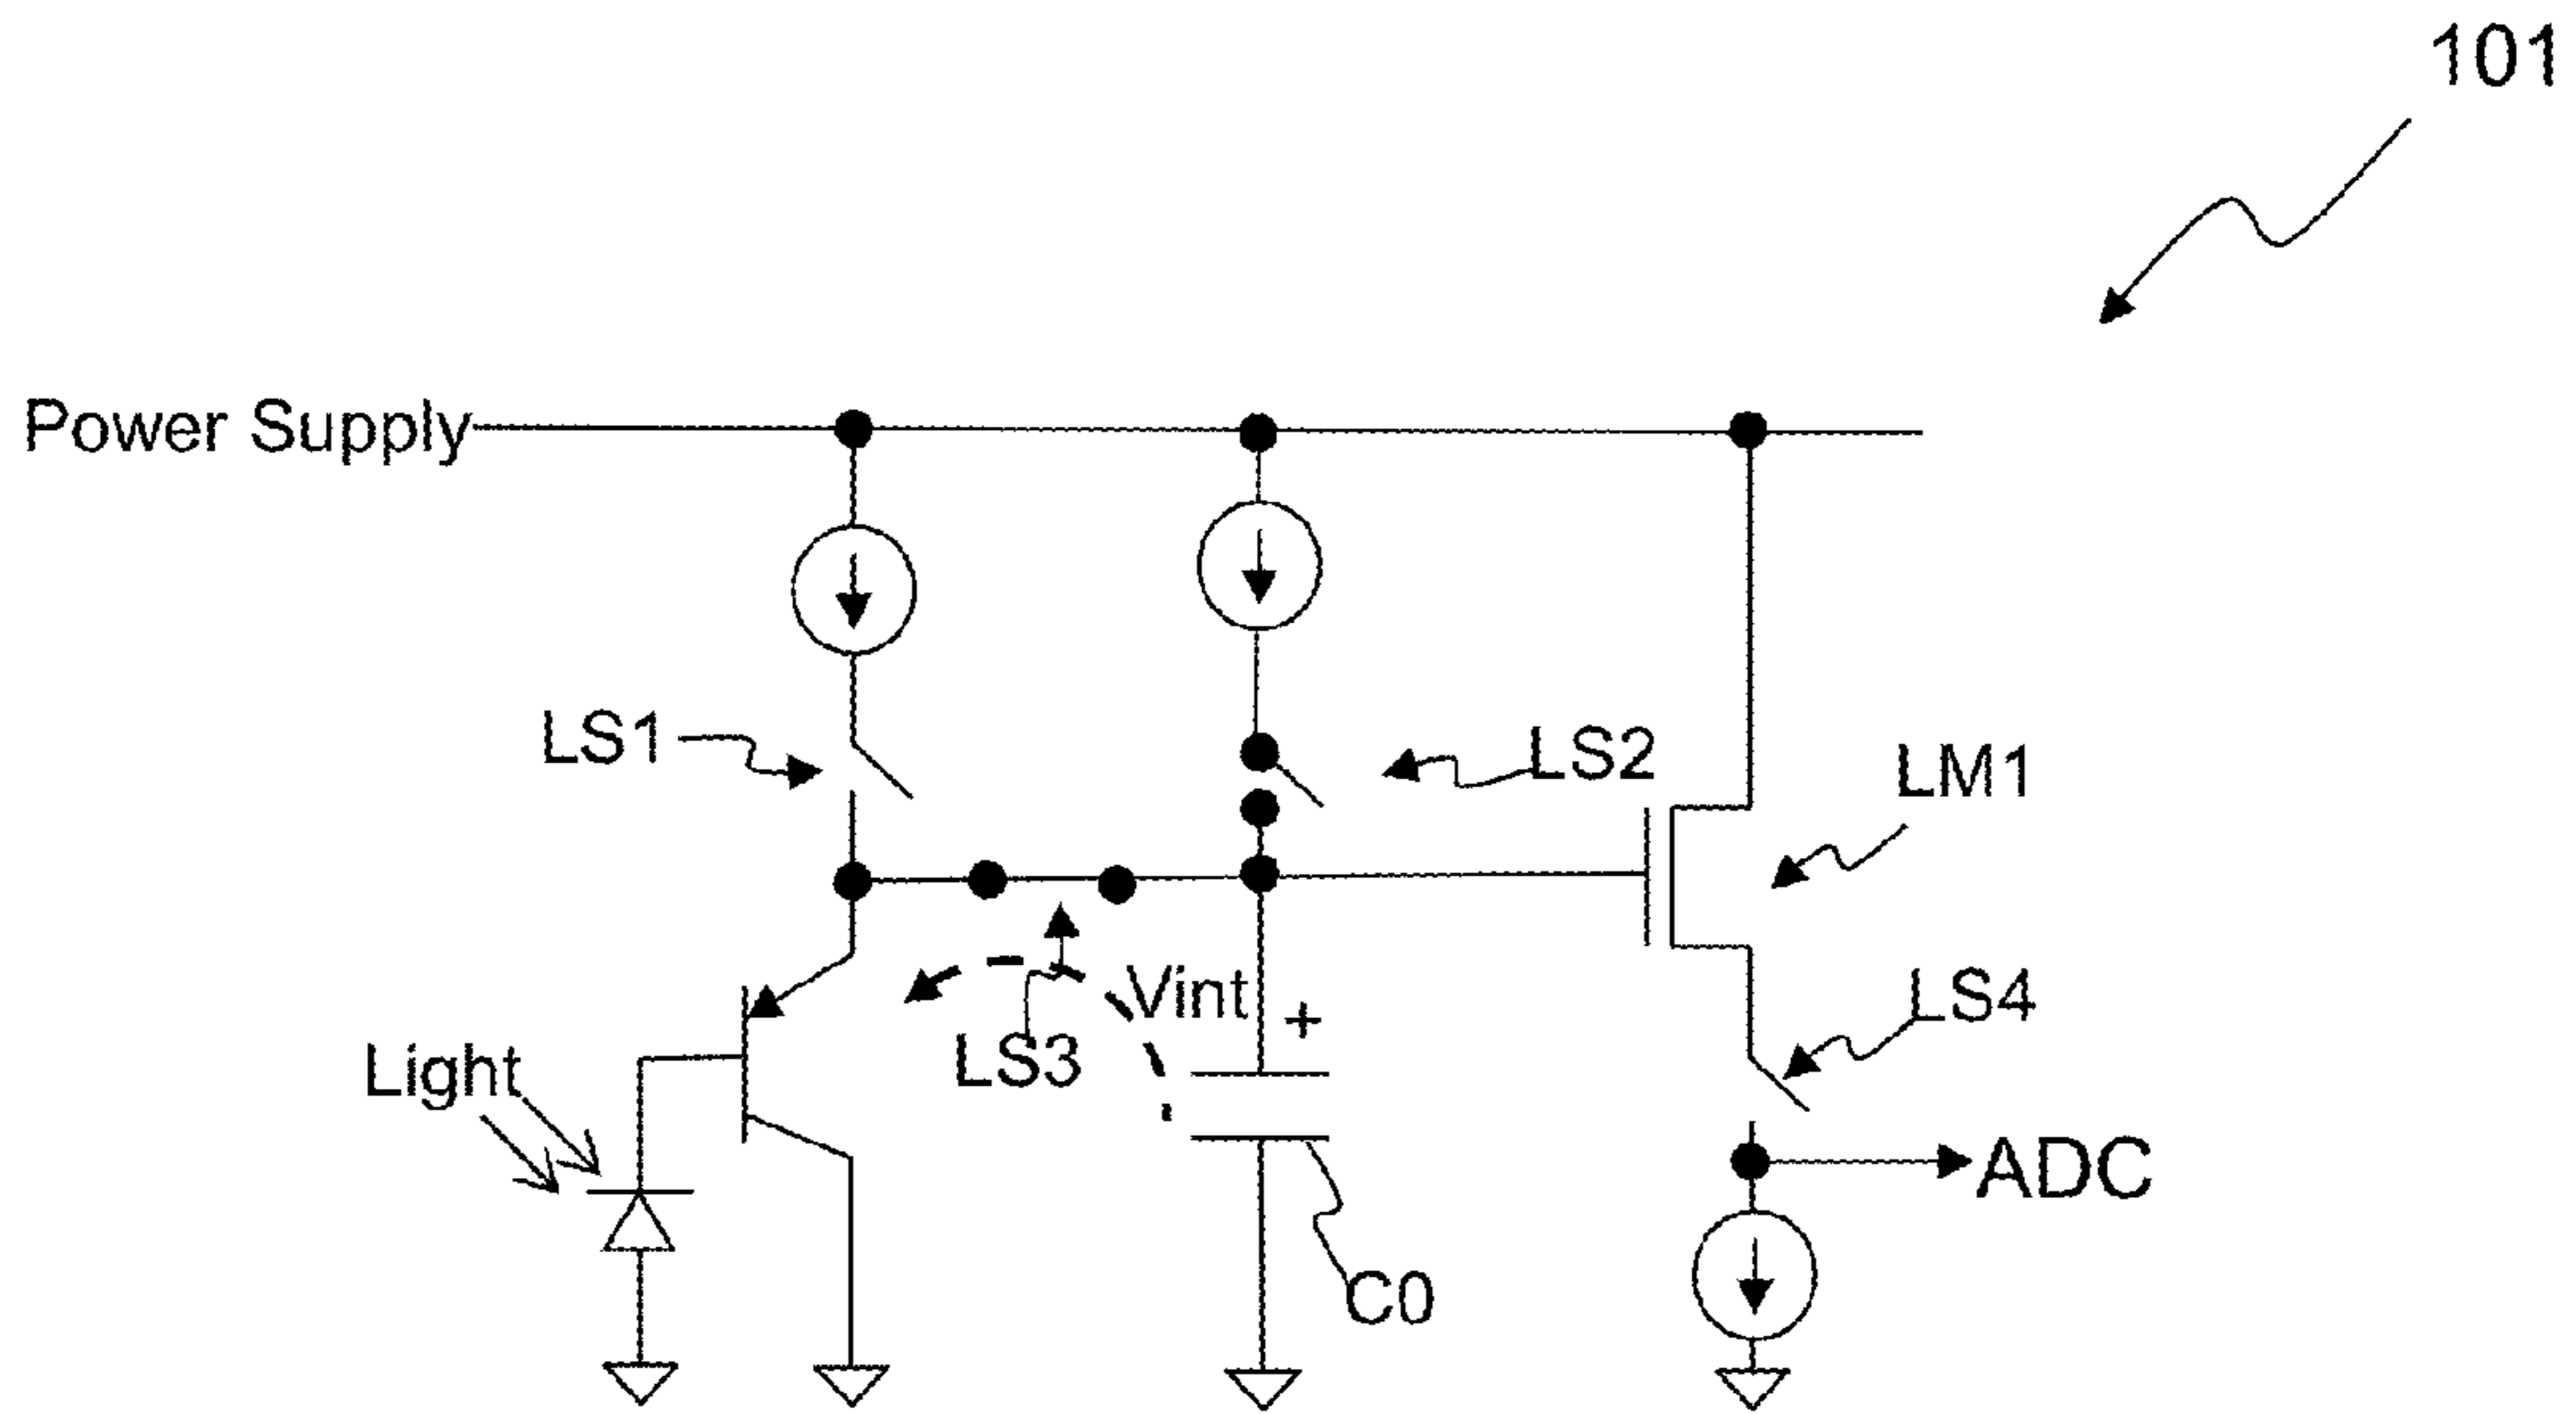 101
Power Supply
LS1
LS2
LM1
Vint
+
LS4
LS3
Light
ADC
C0